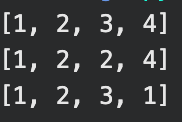 [1, 2, 3, 4]
[1, 2, 2, 4]
[1, 2, 3, 1]